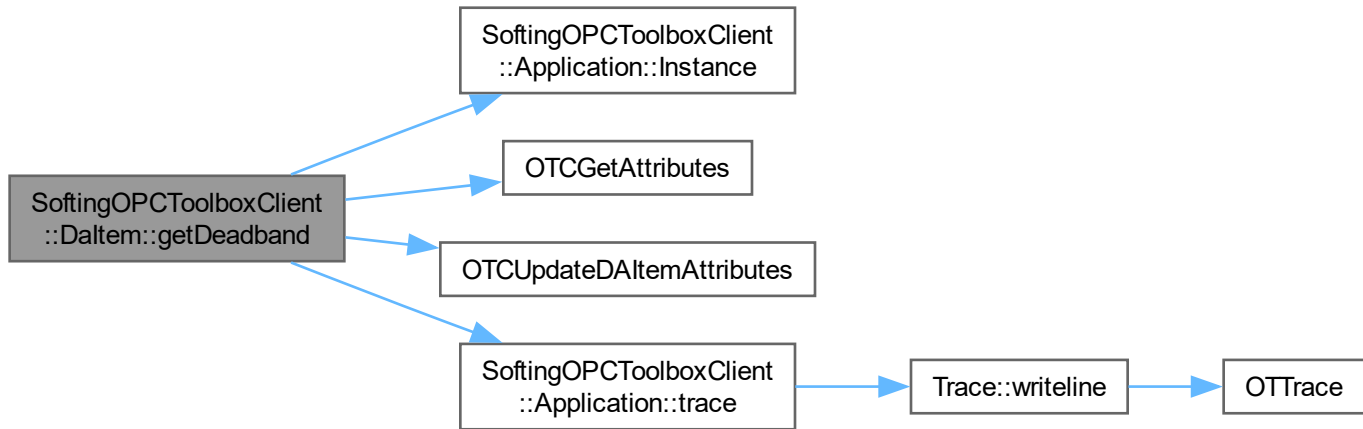 SoftingOPCToolboxClient
::Application::Instance
OTCGetAttributes
SoftingOPCToolboxClient
::DaItem::getDeadband
OTCUpdateDAItemAttributes
SoftingOPCToolboxClient
::Application::trace
Trace::writeline
OTTrace